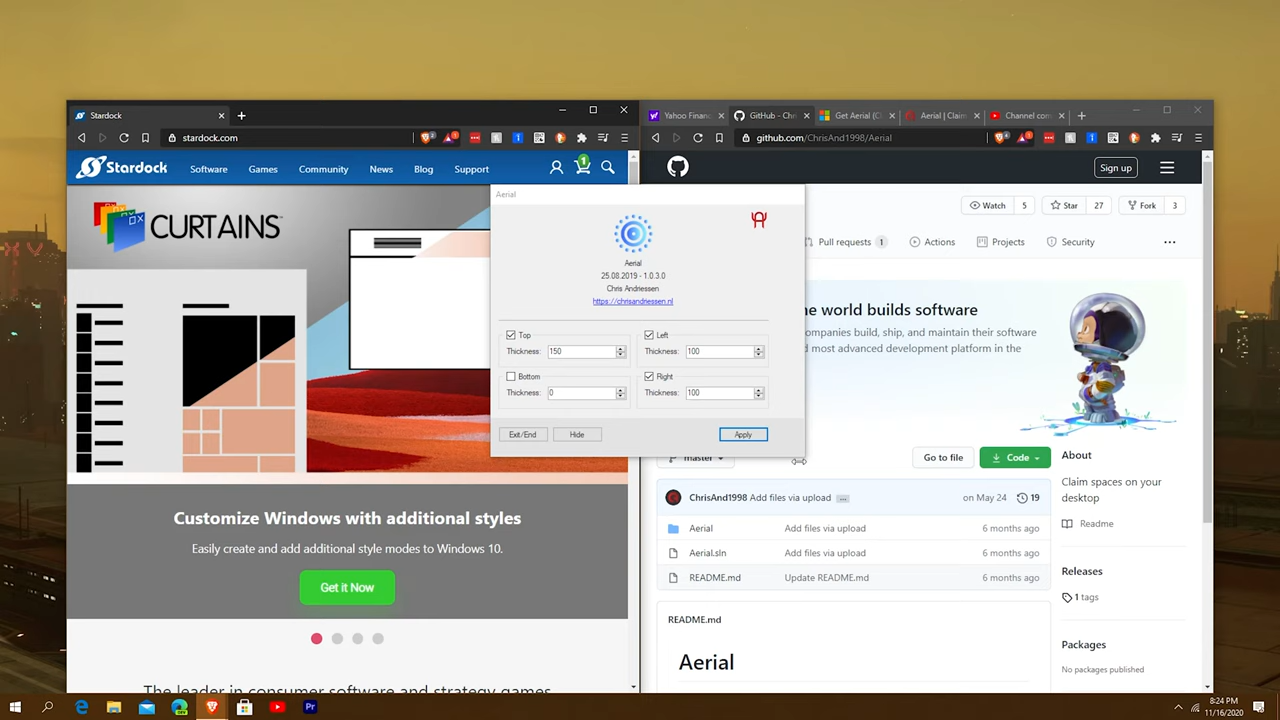 Stardock
stardock.com
Stardock
Software
Games
Community
News
Blog
Support
1
CURTAINS
Customize Windows with additional styles
Easily create and add additional style modes to Windows 10.
Get it Now
The leader in consumer software and strategy games
Yahoo Financ
GitHub - Chri
Get Aerial (C
Aerial | Claim
Channel con
github.com/ChrisAnd1998/Aerial
Sign up
Watch 5
Star 27
Fork 3
Pull requests 1
Actions
Projects
Security
he world builds software
ompanies build, ship, and maintain their software
d most advanced development platform in the
master
Go to file
Code
ChrisAnd1998 Add files via upload ...
on May 24
19
Aerial Add files via upload 6 months ago
Aerial.sln Add files via upload 6 months ago
README.md Update README.md 6 months ago
README.md
Aerial
About
Claim spaces on your
desktop
Readme
Releases
1 tags
Packages
No packages published
Aerial
Aerial
25.08.2019 - 1.0.3.0
Chris Andriessen
https://chrisandriessen.nl
Top
Thickness: 150
Left
Thickness: 100
Bottom
Thickness: 0
Right
Thickness: 100
Exit/End
Hide
Apply
Pr
8:24 PM
11/16/2020